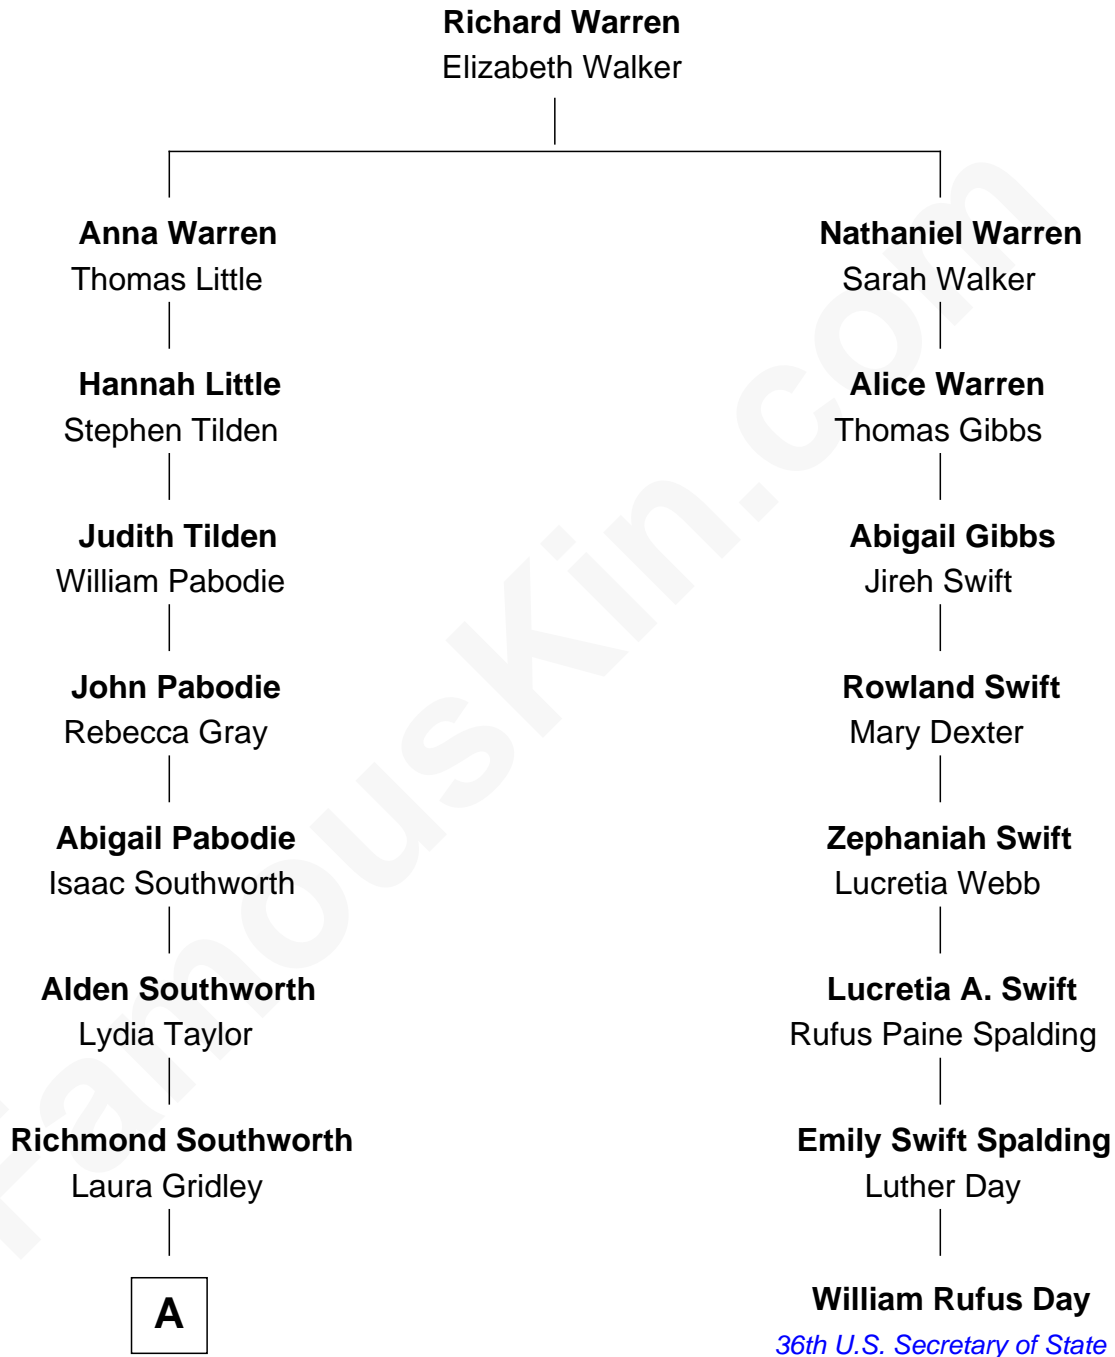 Richard Warren
Elizabeth Walker
Anna Warren
Thomas Little
Nathaniel Warren
Sarah Walker
Hannah Little
Stephen Tilden
Alice Warren
Thomas Gibbs
Judith Tilden
William Pabodie
Abigail Gibbs
Jireh Swift
John Pabodie
Rebecca Gray
Rowland Swift
Mary Dexter
Abigail Pabodie
Isaac Southworth
Zephaniah Swift
Lucretia Webb
Alden Southworth
Lydia Taylor
Lucretia A. Swift
Rufus Paine Spalding
Richmond Southworth
Laura Gridley
Emily Swift Spalding
Luther Day
A
William Rufus Day
36th U.S. Secretary of State
FamousKin.com